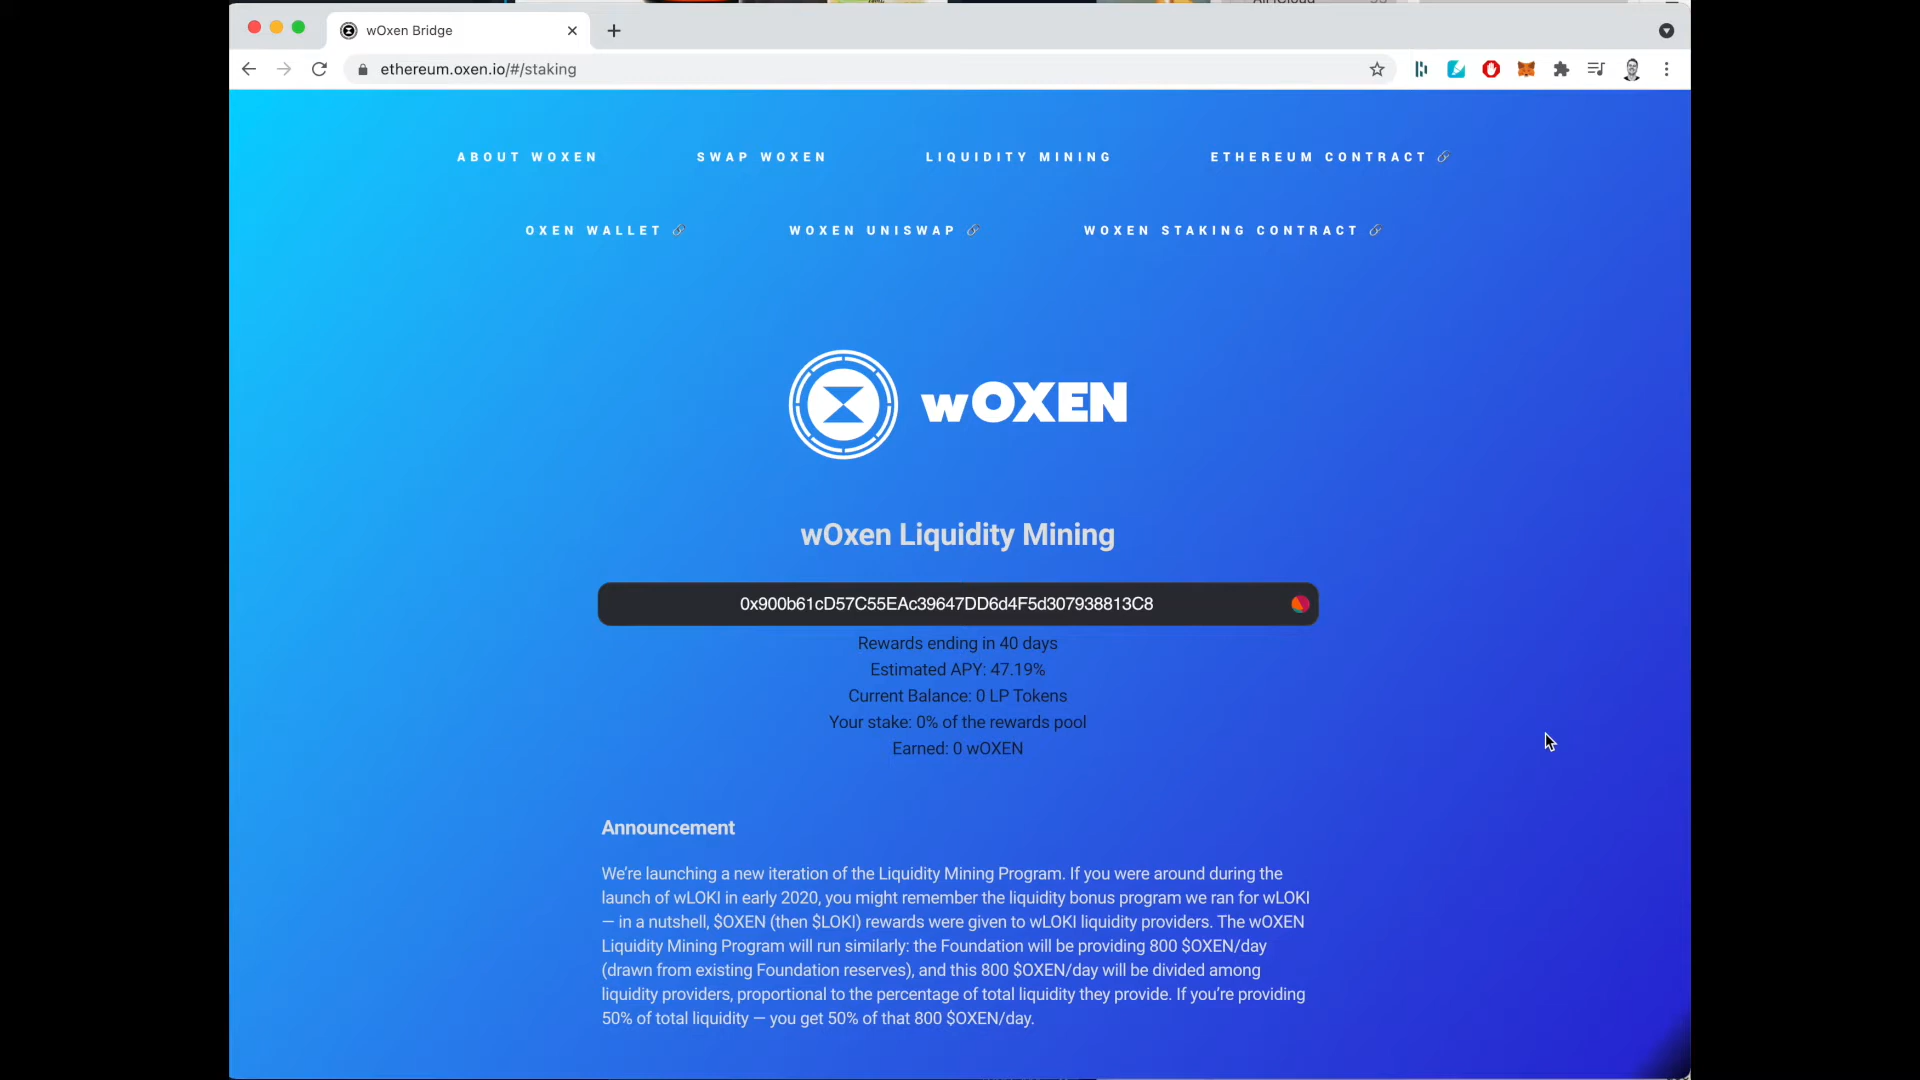 wOxen Bridge
ethereum.oxen.io/#/staking
ABOUT WOXEN
SWAP WOXEN
LIQUIDITY MINING
ETHEREUM CONTRACT
OXEN WALLET
WOXEN UNISWAP
WOXEN STAKING CONTRACT
wOXEN
wOxen Liquidity Mining
0x900b61cD57C55EAc39647DD6d4F5d307938813C8
Rewards ending in 40 days
Estimated APY: 47.19%
Current Balance: 0 LP Tokens
Your stake: 0% of the rewards pool
Earned: 0 wOXEN
Announcement
We’re launching a new iteration of the Liquidity Mining Program. If you were around during the
launch of wLOKI in early 2020, you might remember the liquidity bonus program we ran for wLOKI
— in a nutshell, $OXEN (then $LOKI) rewards were given to wLOKI liquidity providers. The wOXEN
Liquidity Mining Program will run similarly: the Foundation will be providing 800 $OXEN/day
(drawn from existing Foundation reserves), and this 800 $OXEN/day will be divided among
liquidity providers, proportional to the percentage of total liquidity they provide. If you’re providing
50% of total liquidity — you get 50% of that 800 $OXEN/day.